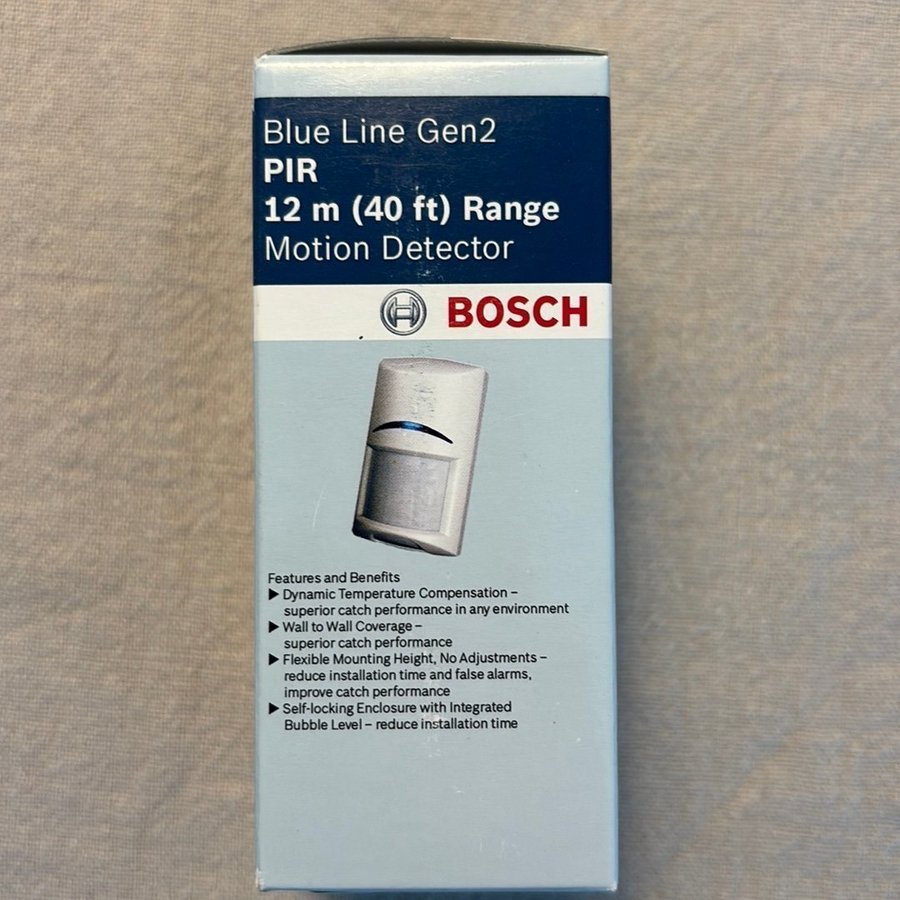 Blue Line Gen2
PIR
12 m (40 ft) Range
Motion Detector
BOSCH
Features and Benefits
▶ Dynamic Temperature Compensation –
superior catch performance in any environment
▶ Wall to Wall Coverage –
superior catch performance
▶ Flexible Mounting Height, No Adjustments –
reduce installation time and false alarms,
improve catch performance
▶ Self-locking Enclosure with Integrated
Bubble Level – reduce installation time